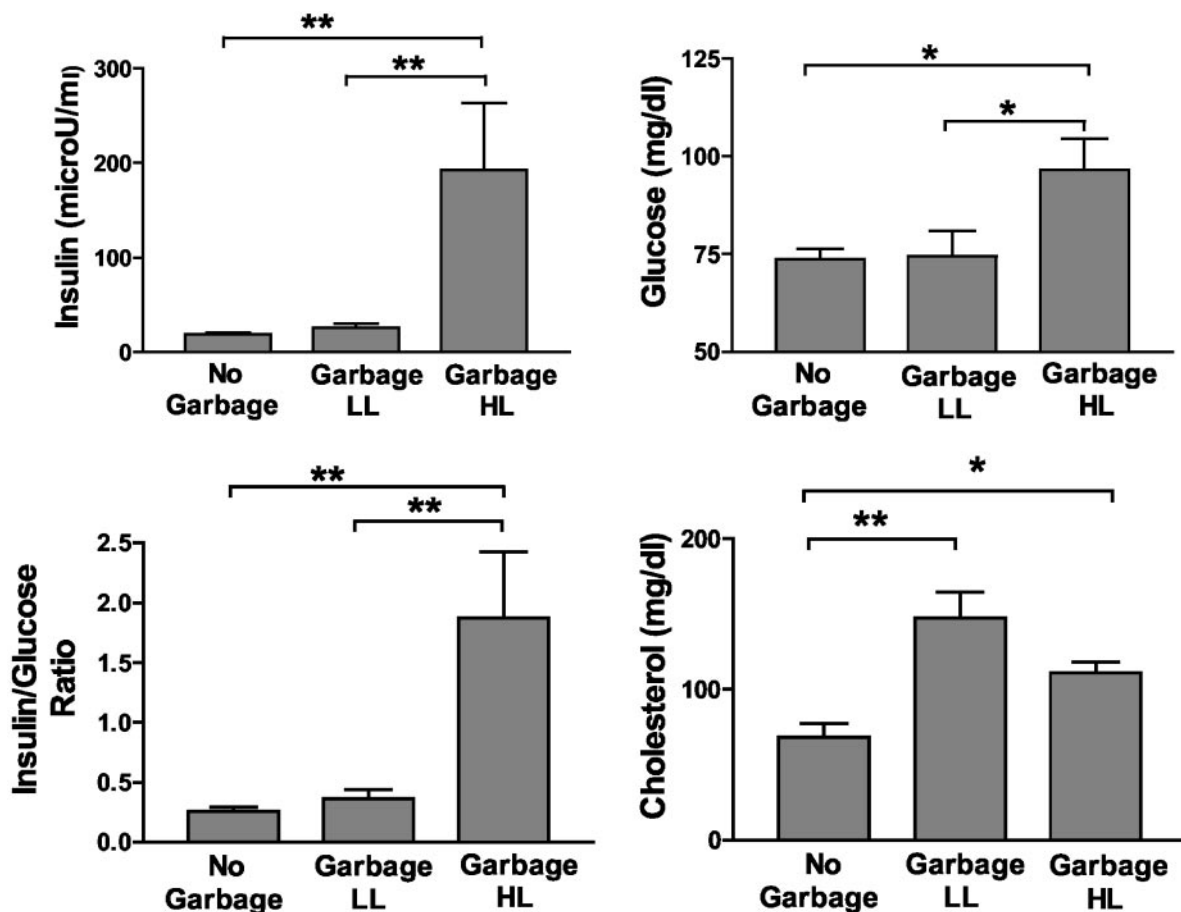 **
**
300
200
100
0
Insulin (microU/ml)
No
Garbage
Garbage
LL
Garbage
HL
*
*
125
100
75
50
Glucose (mg/dl)
No
Garbage
Garbage
LL
Garbage
HL
**
**
2.5
2.0
1.5
1.0
0.5
0.0
Insulin/Glucose
Ratio
No
Garbage
Garbage
LL
Garbage
HL
*
**
200
100
0
Cholesterol (mg/dl)
No
Garbage
Garbage
LL
Garbage
HL